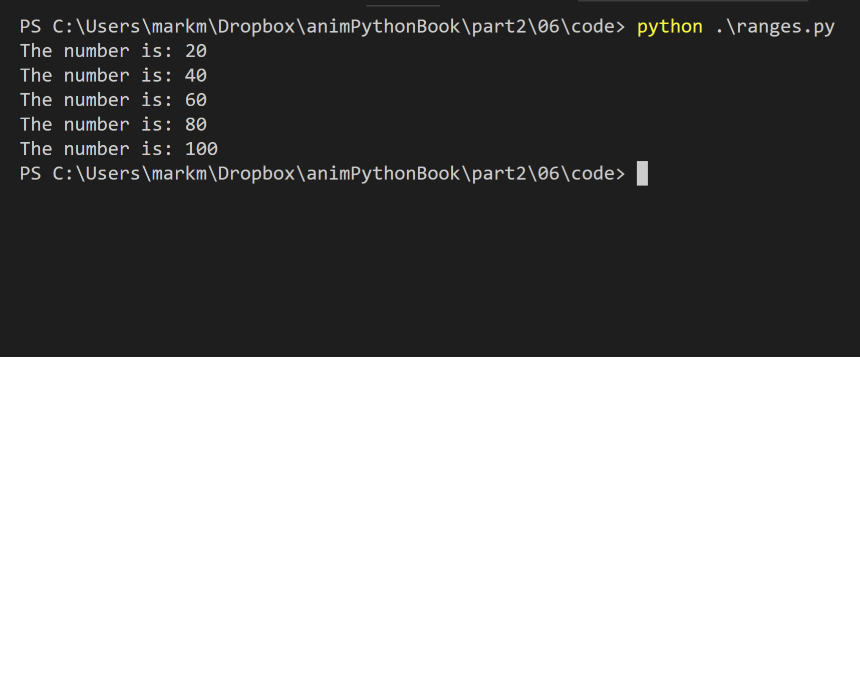 PS C:\Users\markm\Dropbox\animPythonBook\part2\06\code> python .\ranges.py
The number is: 20
The number is: 40
The number is: 60
The number is: 80
The number is: 100
PS C:\Users\markm\Dropbox\animPythonBook\part2\06\code>